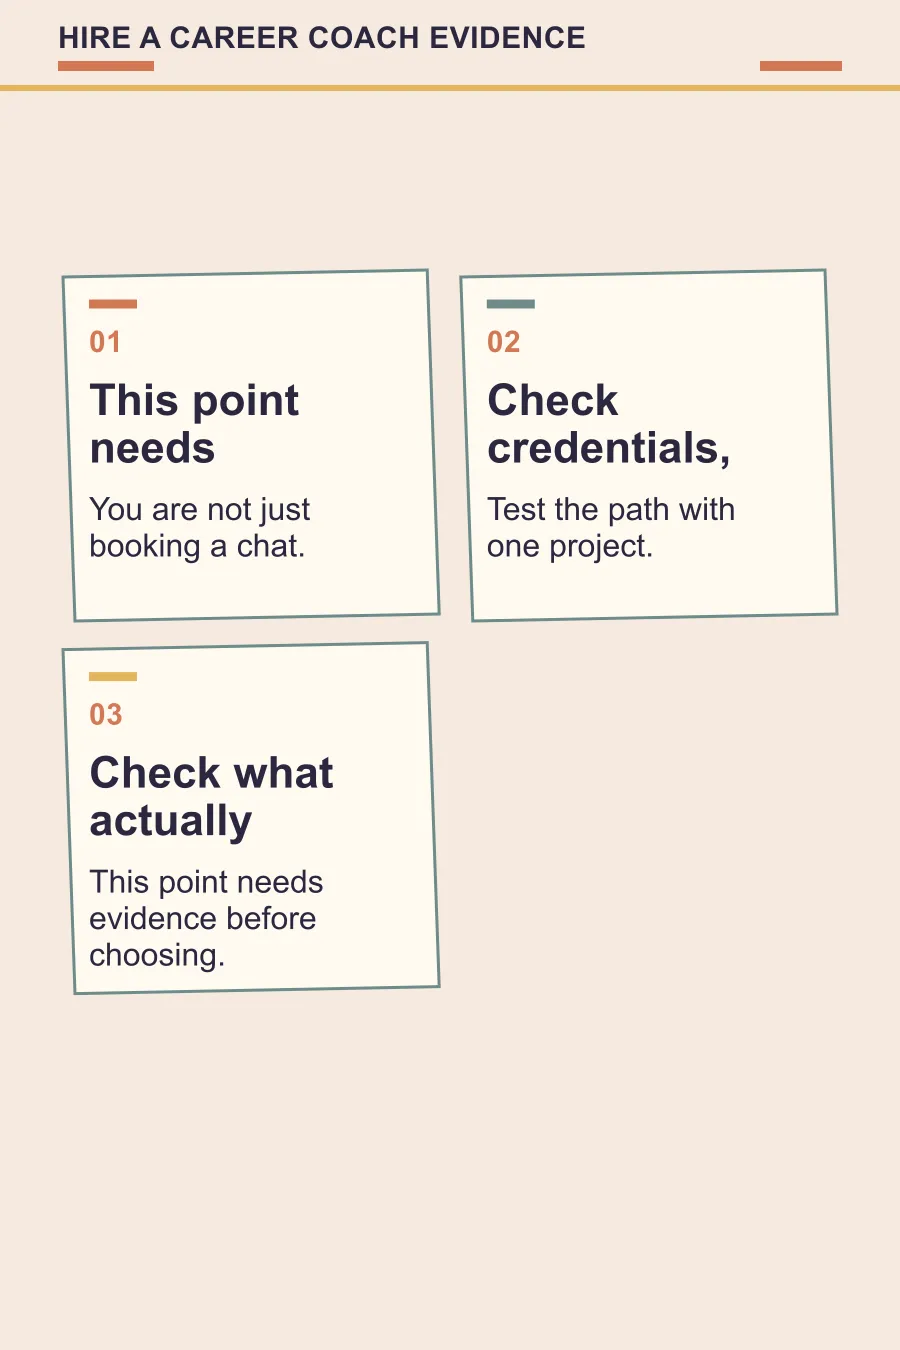 HIRE A CAREER COACH EVIDENCE
01
This point
needs
You are not just
booking a chat.
02
Check
credentials,
Test the path with
one project.
03
Check what
actually
This point needs
evidence before
choosing.